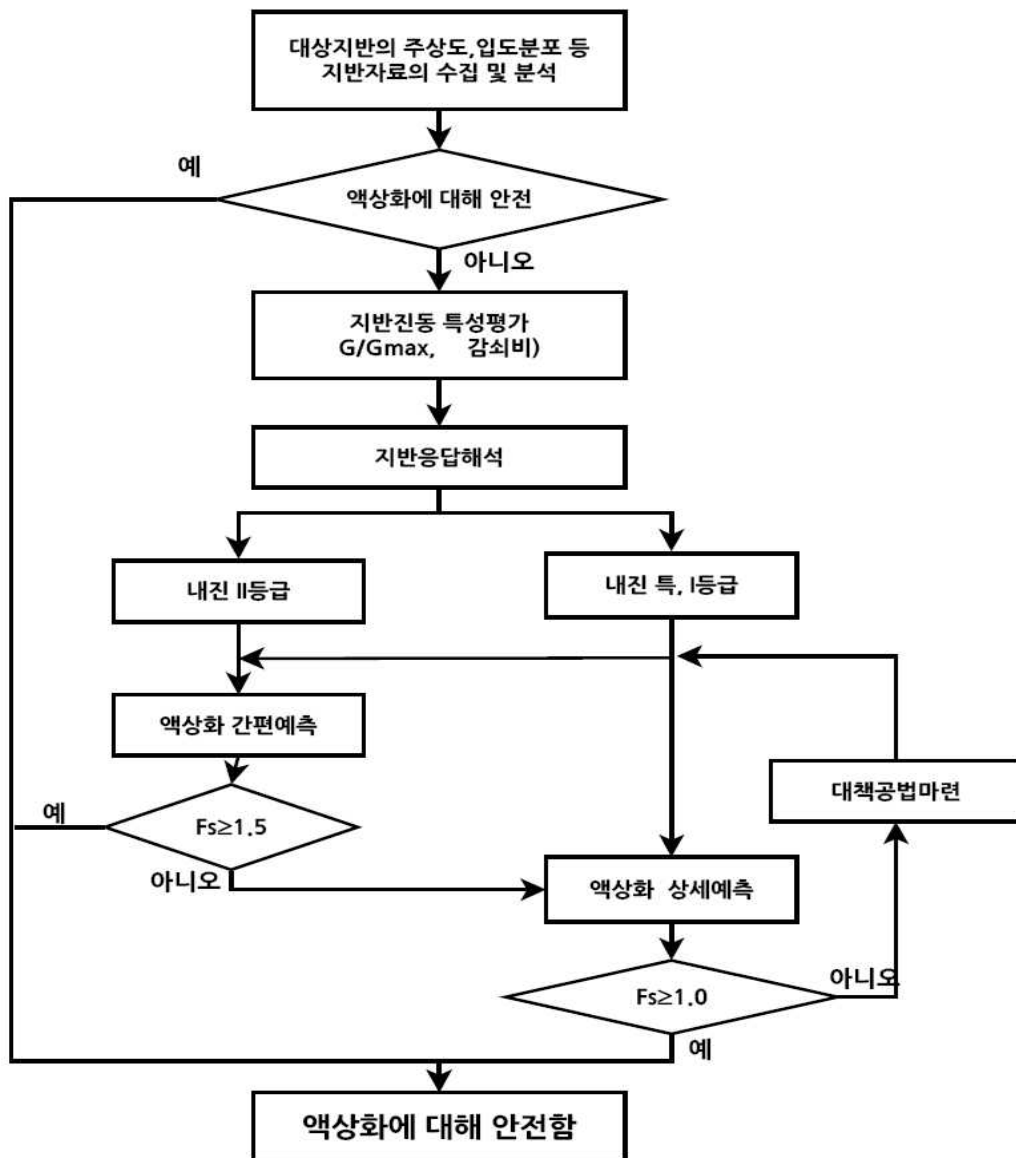 대상지반의 주상도,입도분포 등
지반자료의 수집 및 분석
예
액상화에 대해 안전
아니오
지반진동 특성평가
G/Gmax, 감쇠비)
지반응답해석
내진 II등급
내진 특, I등급
액상화 간편예측
대책공법마련
예
Fs≥1.5
아니오
액상화 상세예측
아니오
Fs≥1.0
예
액상화에 대해 안전함